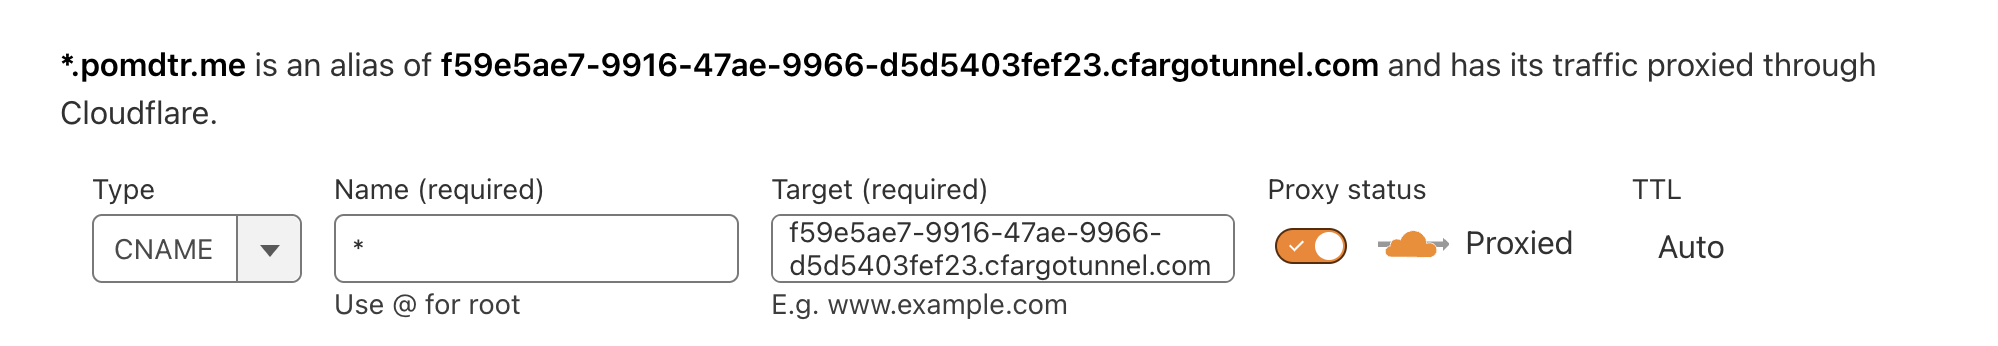 *.pomdtr.me is an alias of f59e5ae7-9916-47ae-9966-d5d5403fef23.cfargotunnel.com and has its traffic proxied through
Cloudflare.
Type
Name (required)
Target (required)
Proxy status
TTL
CNAME
*
f59e5ae7-9916-47ae-9966-
d5d5403fef23.cfargotunnel.com
Proxied
Auto
Use @ for root
E.g. www.example.com